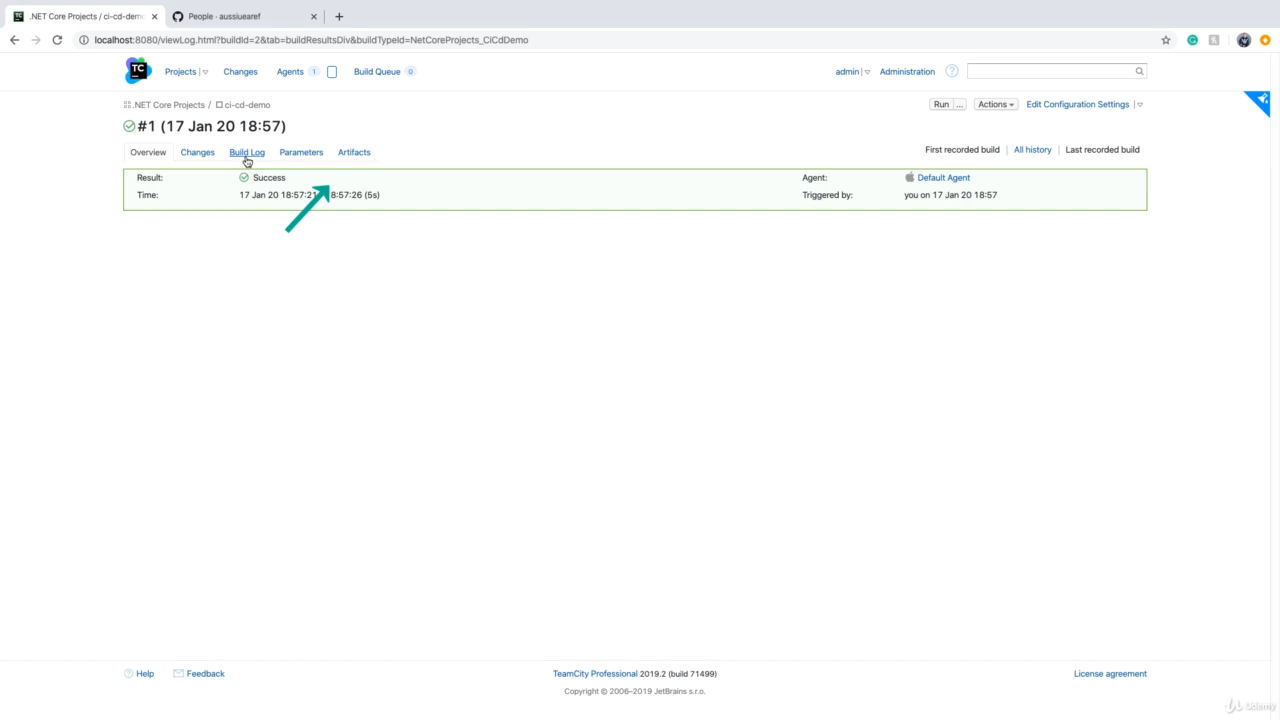 .NET Core Projects / ci-cd-demo
People · aussiuearef
localhost:8080/viewLog.html?buildId=2&tab=buildResultsDiv&buildTypeId=NetCoreProjects_CiCdDemo
TC Projects Changes Agents 1 Build Queue 0 admin Administration ?
.NET Core Projects / ci-cd-demo Run ... Actions Edit Configuration Settings
#1 (17 Jan 20 18:57)
Overview Changes Build Log Parameters Artifacts First recorded build All history Last recorded build
Result: Success Agent: Default Agent
Time: 17 Jan 20 18:57:21 8:57:26 (5s) Triggered by: you on 17 Jan 20 18:57
? Help Feedback TeamCity Professional 2019.2 (build 71499) License agreement
Copyright © 2006–2019 JetBrains s.r.o.
Udemy